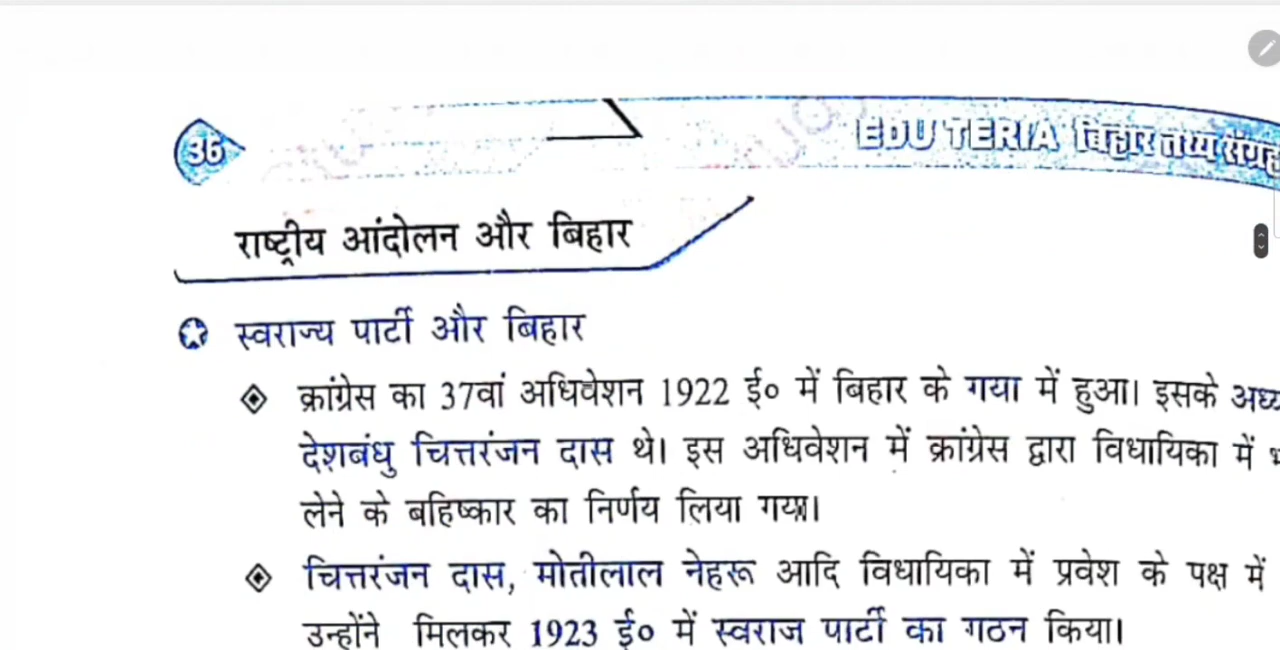 36
EDU TERIA बिहार तथ्य संग्रह
राष्ट्रीय आंदोलन और बिहार
स्वराज्य पार्टी और बिहार
क्रांग्रेस का 37वां अधिवेशन 1922 ई० में बिहार के गया में हुआ। इसके
देशबंधु चित्तरंजन दास थे। इस अधिवेशन में क्रांग्रेस द्वारा विधायिका में
लेने के बहिष्कार का निर्णय लिया गया।
चित्तरंजन दास, मोतीलाल नेहरू आदि विधायिका में प्रवेश के पक्ष में
उन्होंने मिलकर 1923 ई० में स्वराज पार्टी का गठन किया।